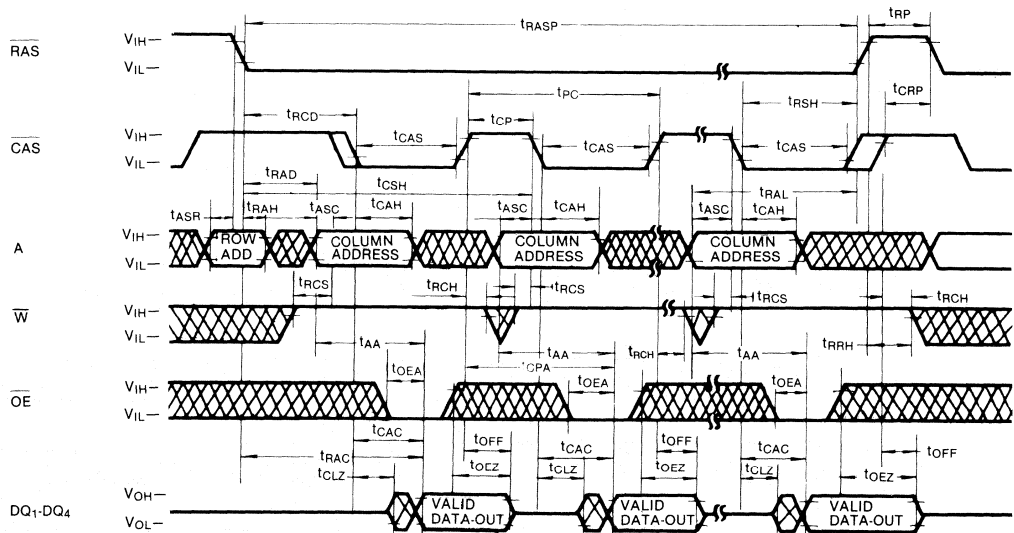 tRASP
tRP
RAS
VIH
VIL
tPC
tCRP
tRCD
tCP
tRSH
CAS
VIH
VIL
tCAS
tCAS
tCAS
tRAD
tCSH
tRAL
tASR
tRAH
tASC
tCAH
tASC
tCAH
tASC
tCAH
A
VIH
VIL
ROW
ADD
COLUMN
ADDRESS
COLUMN
ADDRESS
COLUMN
ADDRESS
tRCS
tRCH
tRCS
tRCS
tRCH
W
VIH
VIL
tAA
tAA
tRCH
tAA
tRRH
tCPA
tOEA
tOEA
tOEA
OE
VIH
VIL
tCAC
tOFF
tCAC
tOFF
tCAC
tOFF
tRAC
tCLZ
tOEZ
tCLZ
tOEZ
tCLZ
tOEZ
DQ1-DQ4
VOH
VOL
VALID
DATA-OUT
VALID
DATA-OUT
VALID
DATA-OUT